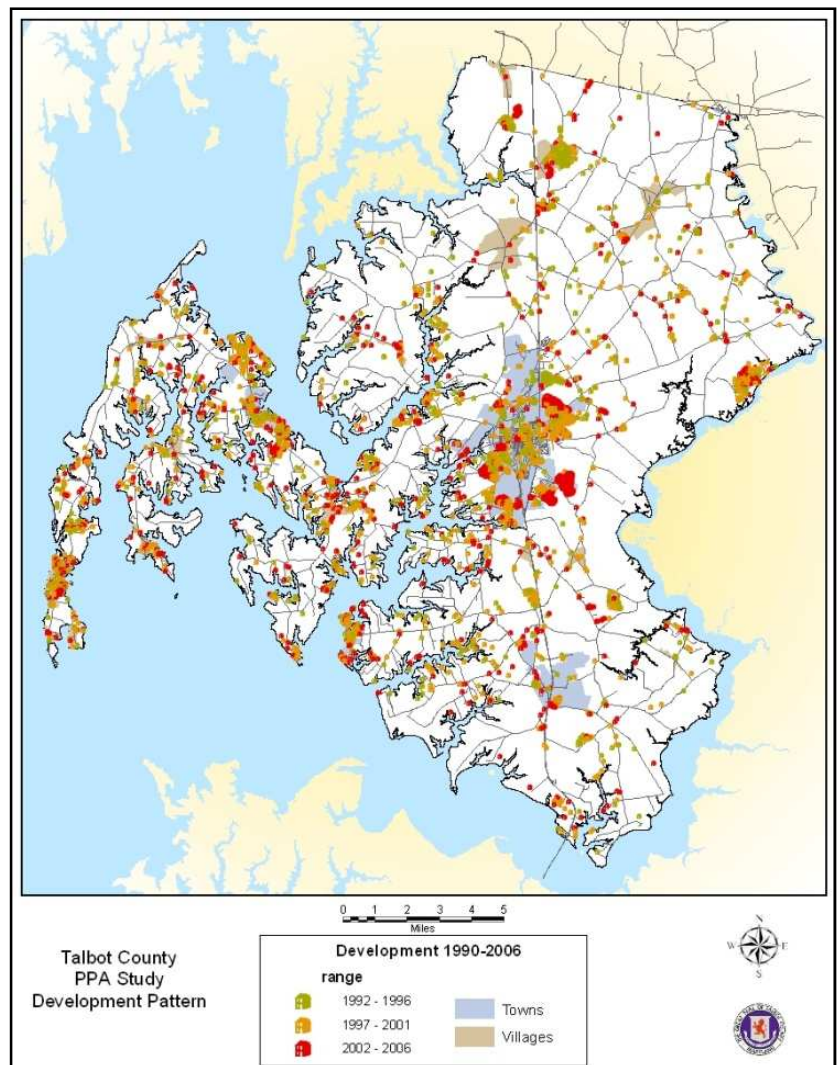 0 1 2 3 4 5
Miles
Talbot County
PPA Study
Development Pattern
Development 1990-2006
range
1992 - 1996
1997 - 2001
2002 - 2006
Towns
Villages
N
W E
S